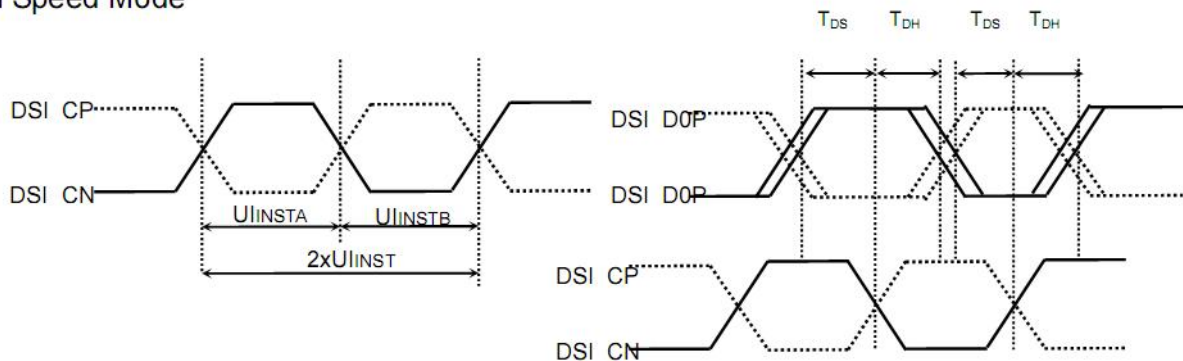 Speed Mode
DSI CP
DSI CN
UIINSTA
UIINSTB
2xUIINST
TDS
TDH
TDS
TDH
DSI D0P
DSI D0P
DSI CP
DSI CN